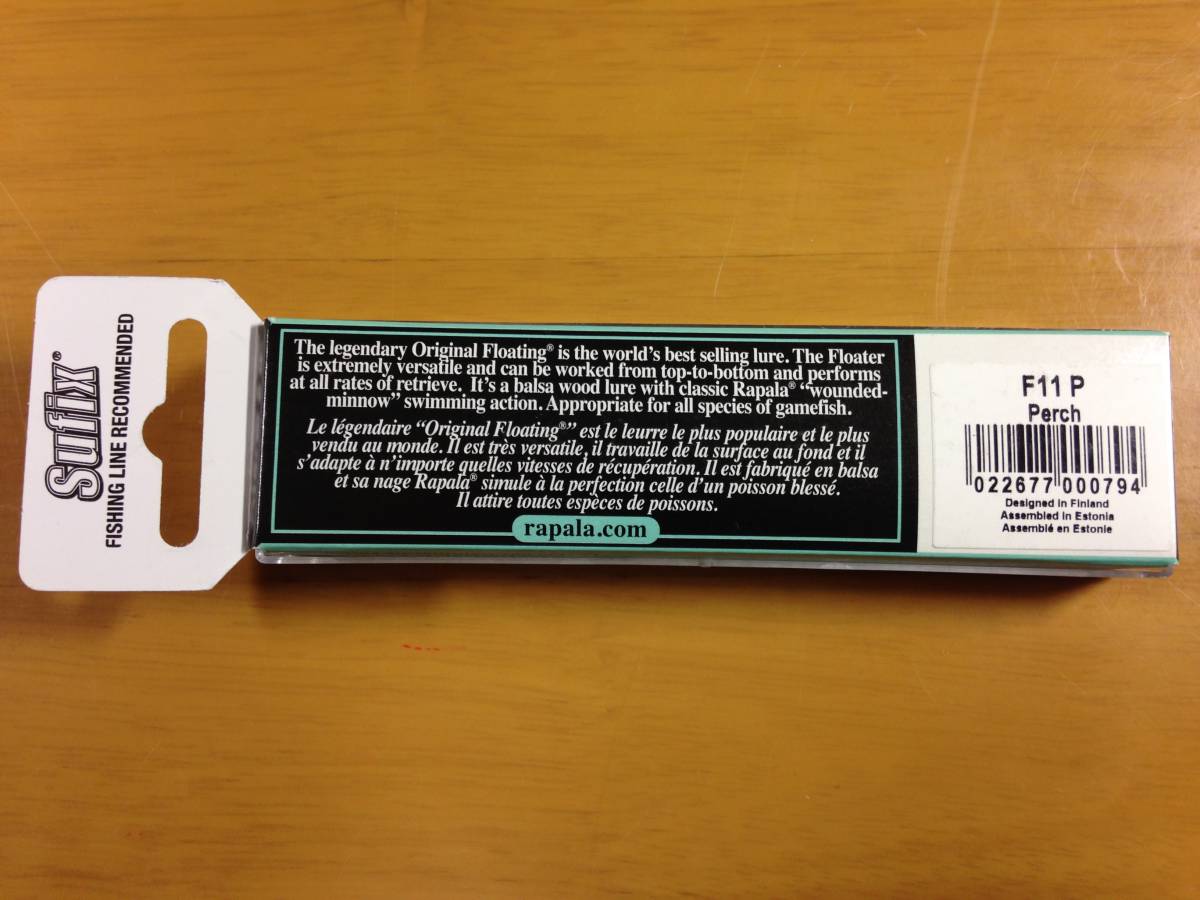 Sufix®
FISHING LINE RECOMMENDED
The legendary Original Floating® is the world's best selling lure. The Floater
is extremely versatile and can be worked from top-to-bottom and performs
at all rates of retrieve. It's a balsa wood lure with classic Rapala® "wounded-
minnow" swimming action. Appropriate for all species of gamefish.
Le légendaire "Original Floating®" est le leurre le plus populaire et le plus
vendu au monde. Il est très versatile, il travaille de la surface au fond et il
s'adapte à n'importe quelles vitesses de récupération. Il est fabriqué en balsa
et sa nage Rapala® simule à la perfection celle d'un poisson blessé.
Il attire toutes espèces de poissons.
rapala.com
F11 P
Perch
022677 000794
Designed in Finland
Assembled in Estonia
Assemblé en Estonie